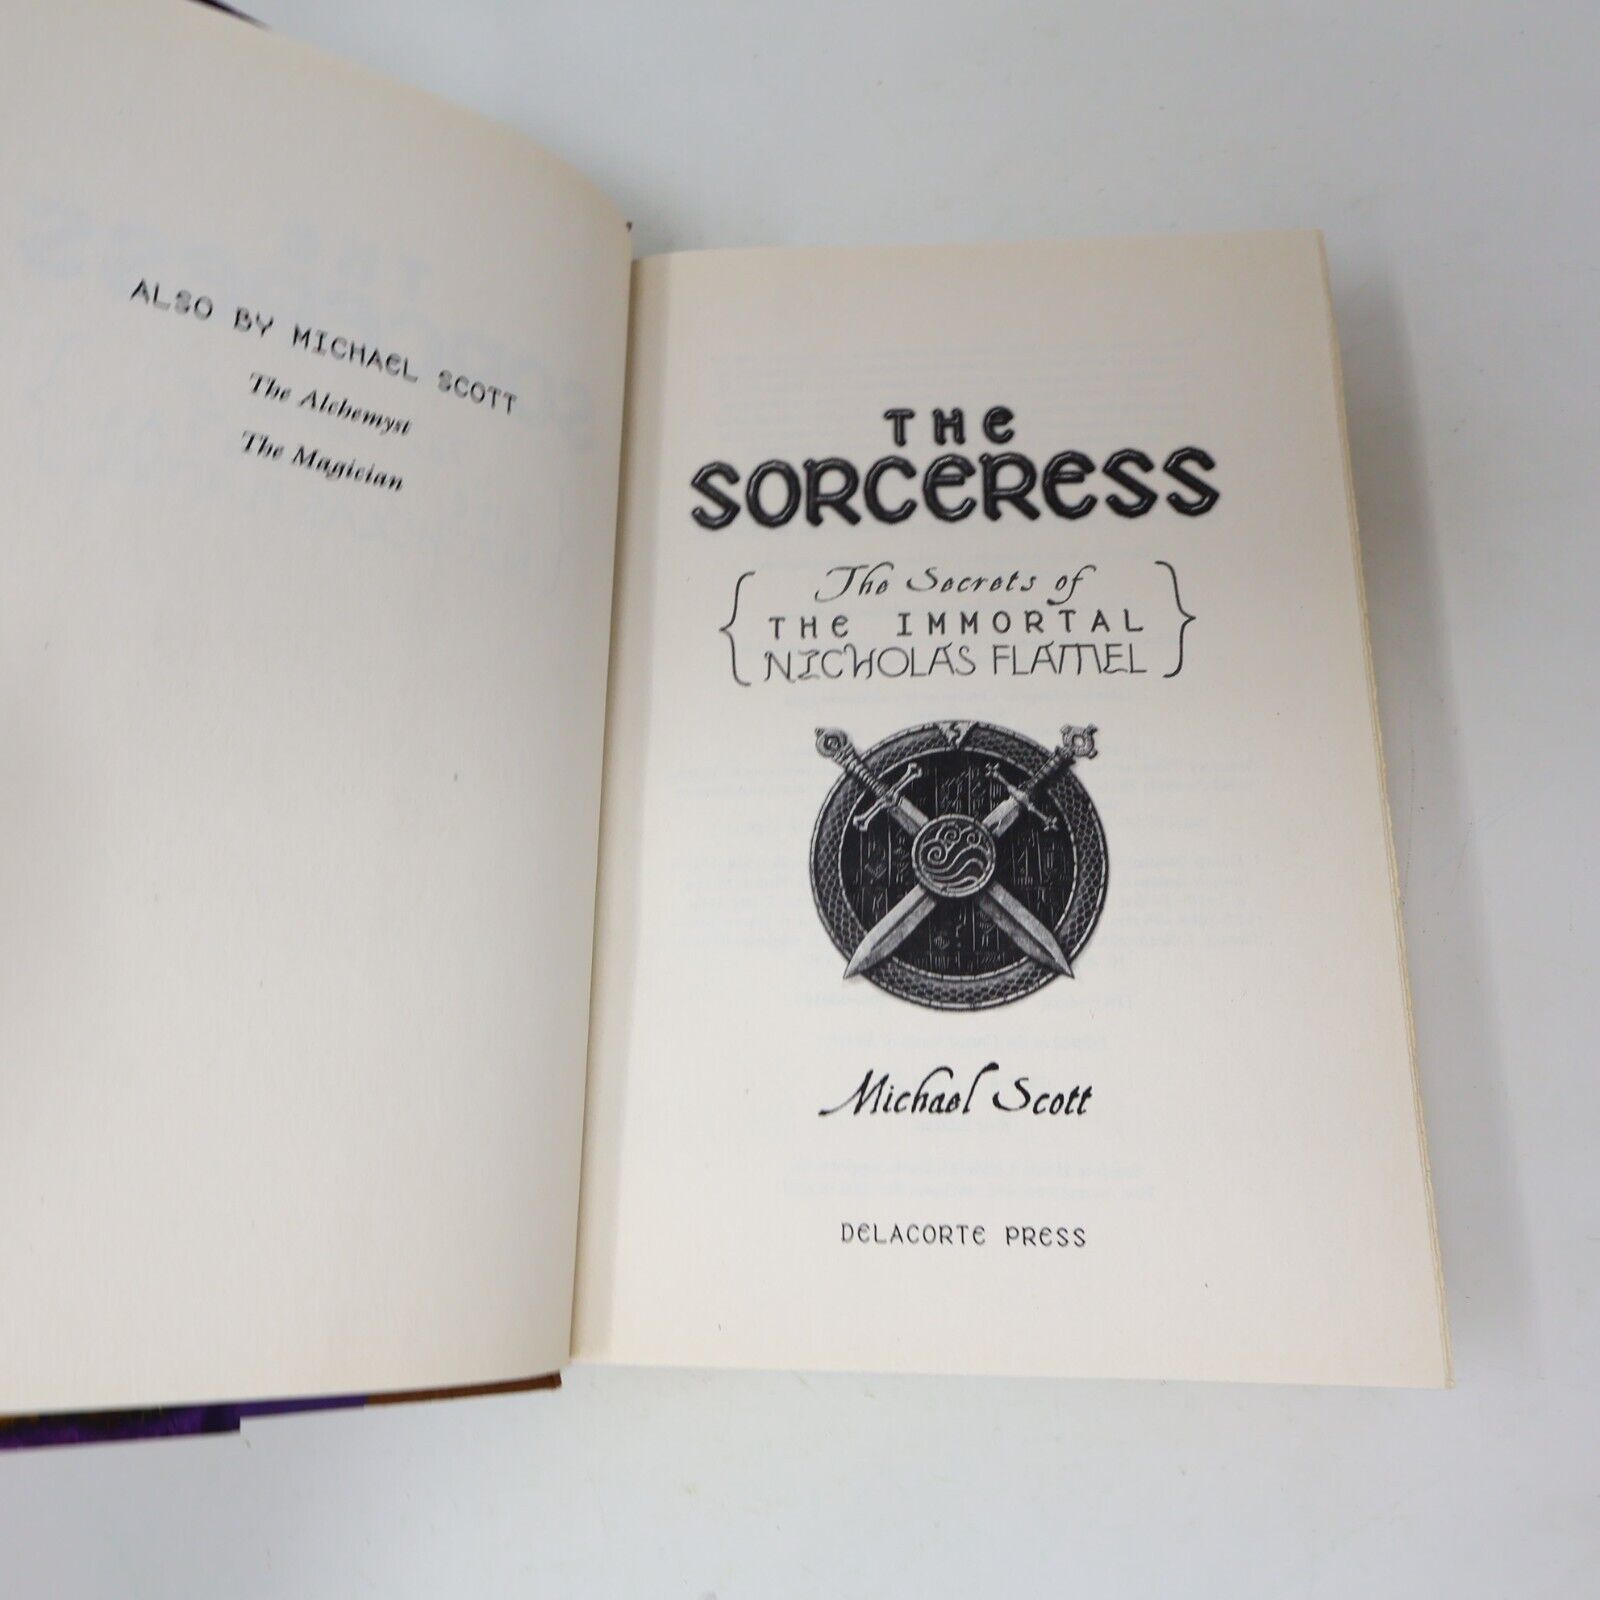 ALSO BY MICHAEL SCOTT
The Alchemyst
The Magician
THE
SORCERESS
The Secrets of
THE IMMORTAL
NICHOLAS FLAMEL
Michael Scott
DELACORTE PRESS